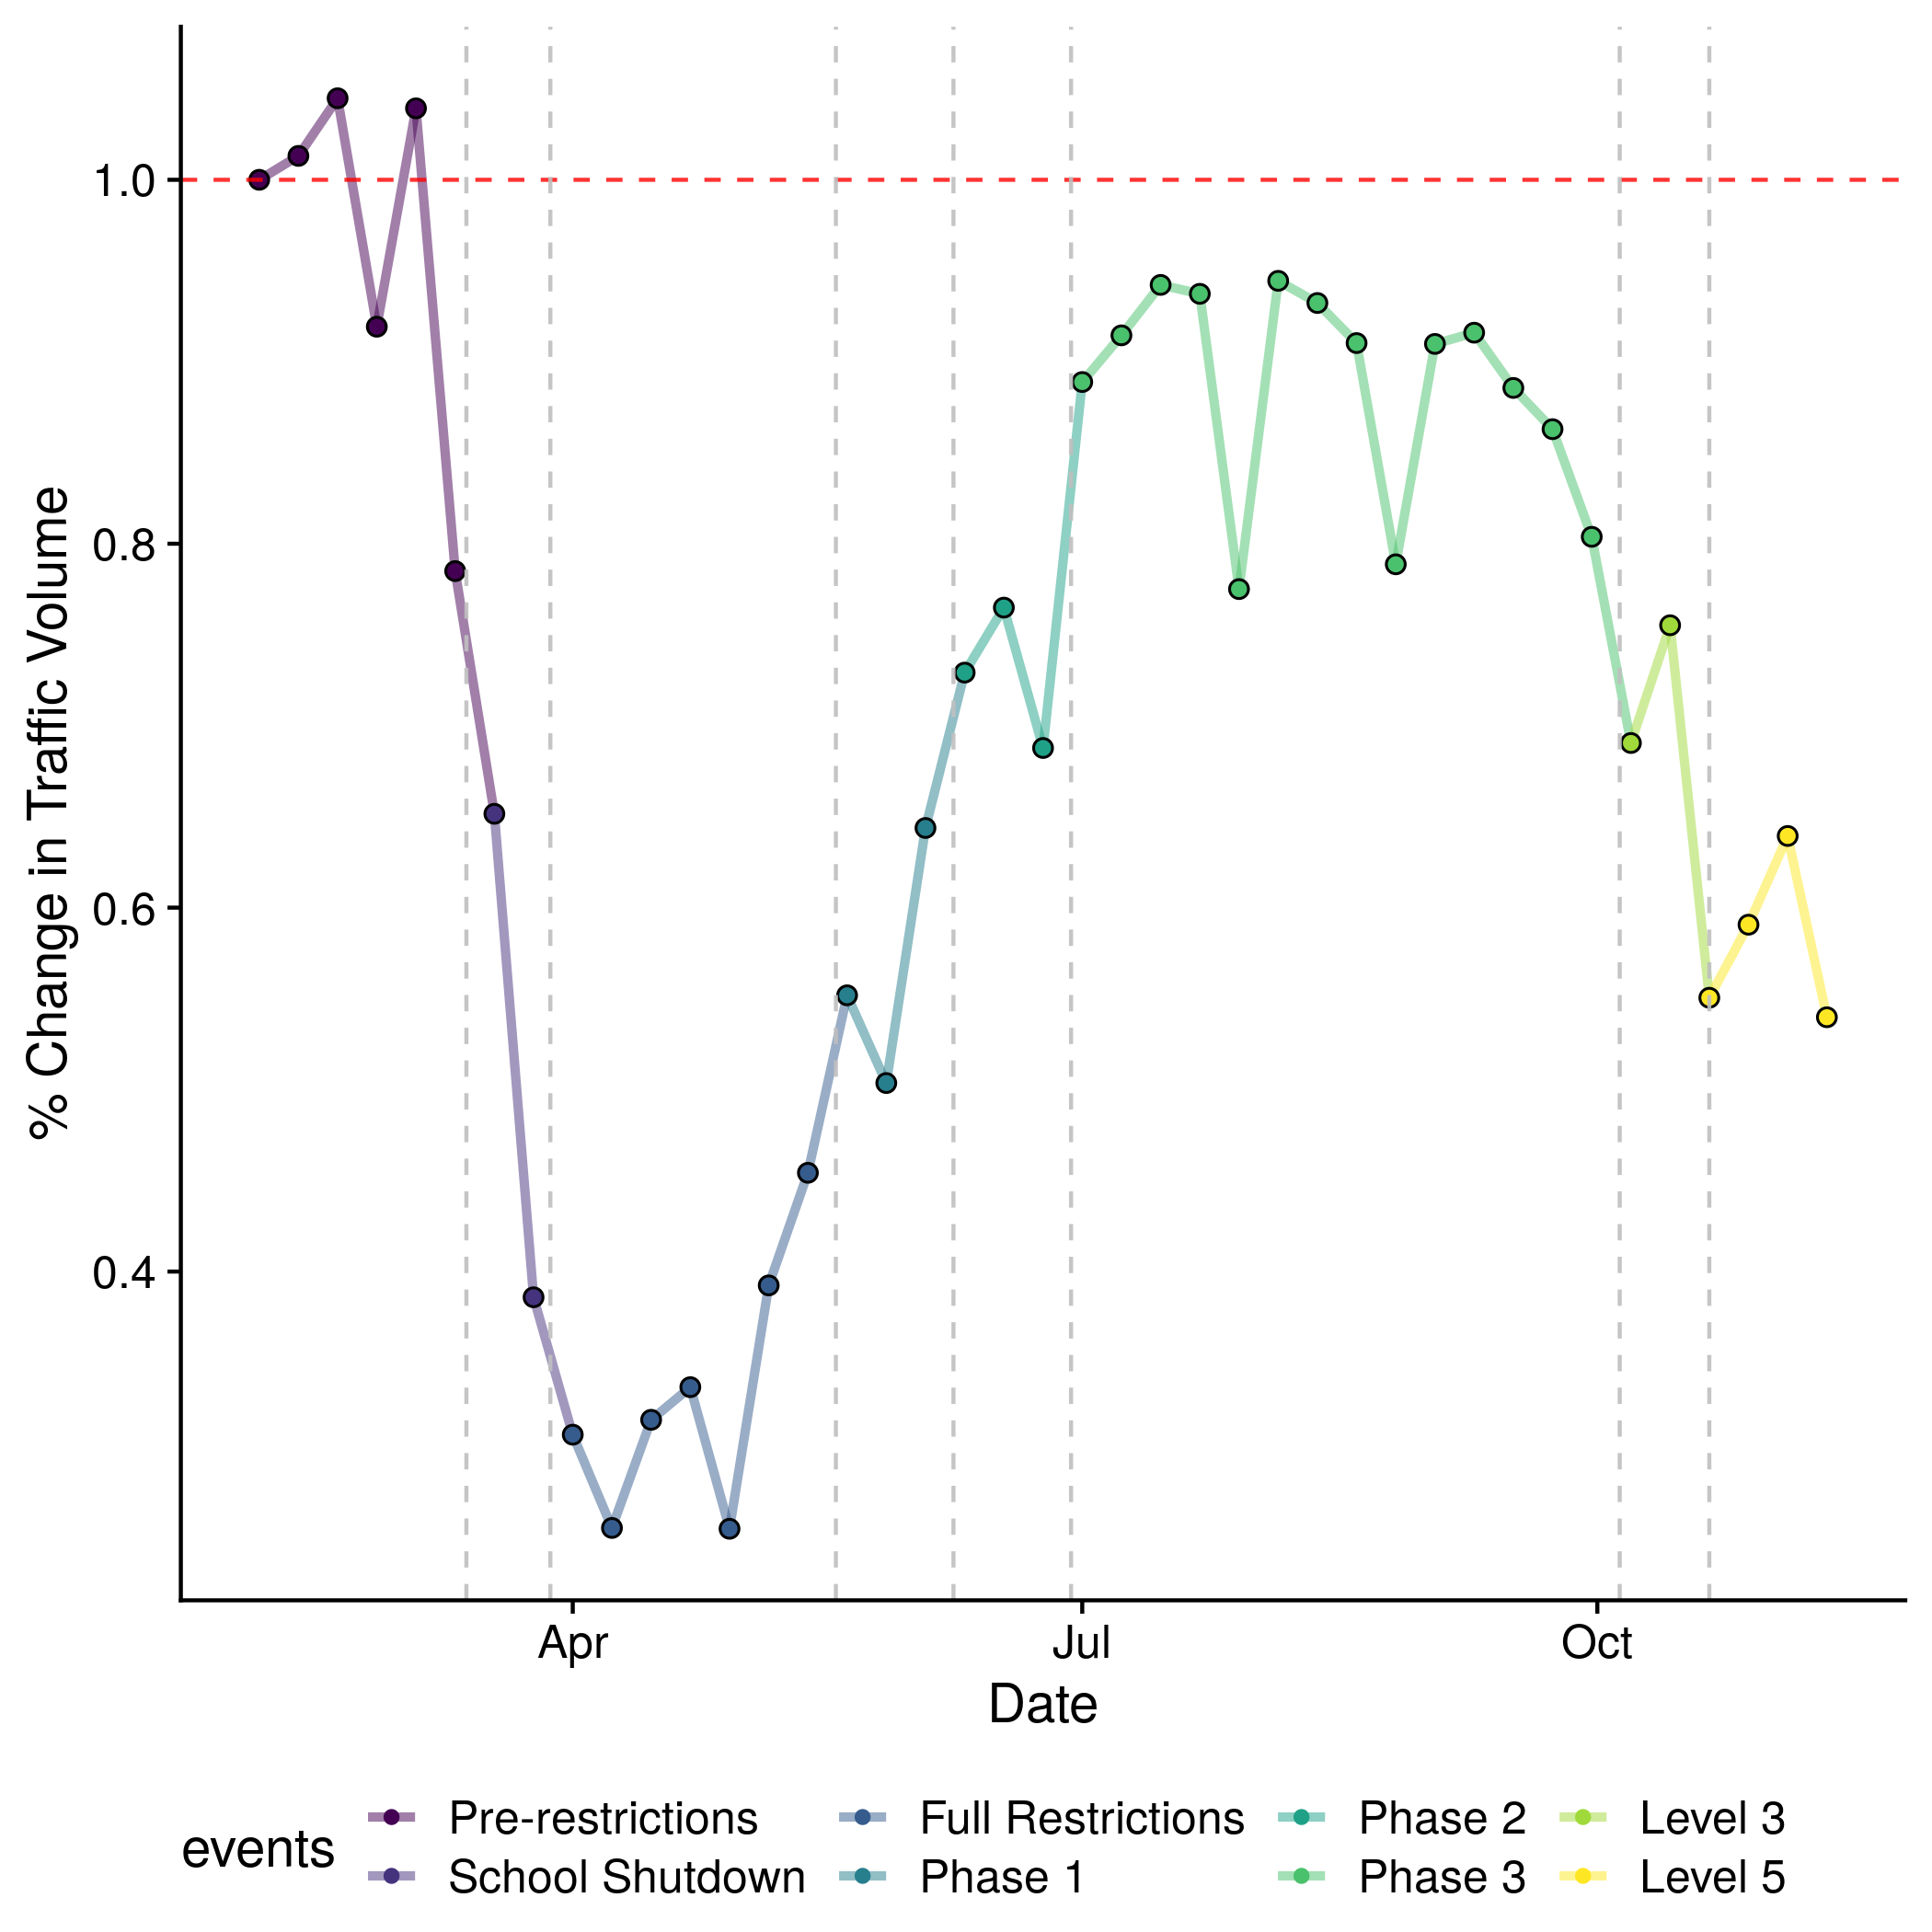 % Change in Traffic Volume
1.0
0.8
0.6
0.4
Apr Jul Oct
Date
events
Pre-restrictions Full Restrictions Phase 2 Level 3
School Shutdown Phase 1 Phase 3 Level 5